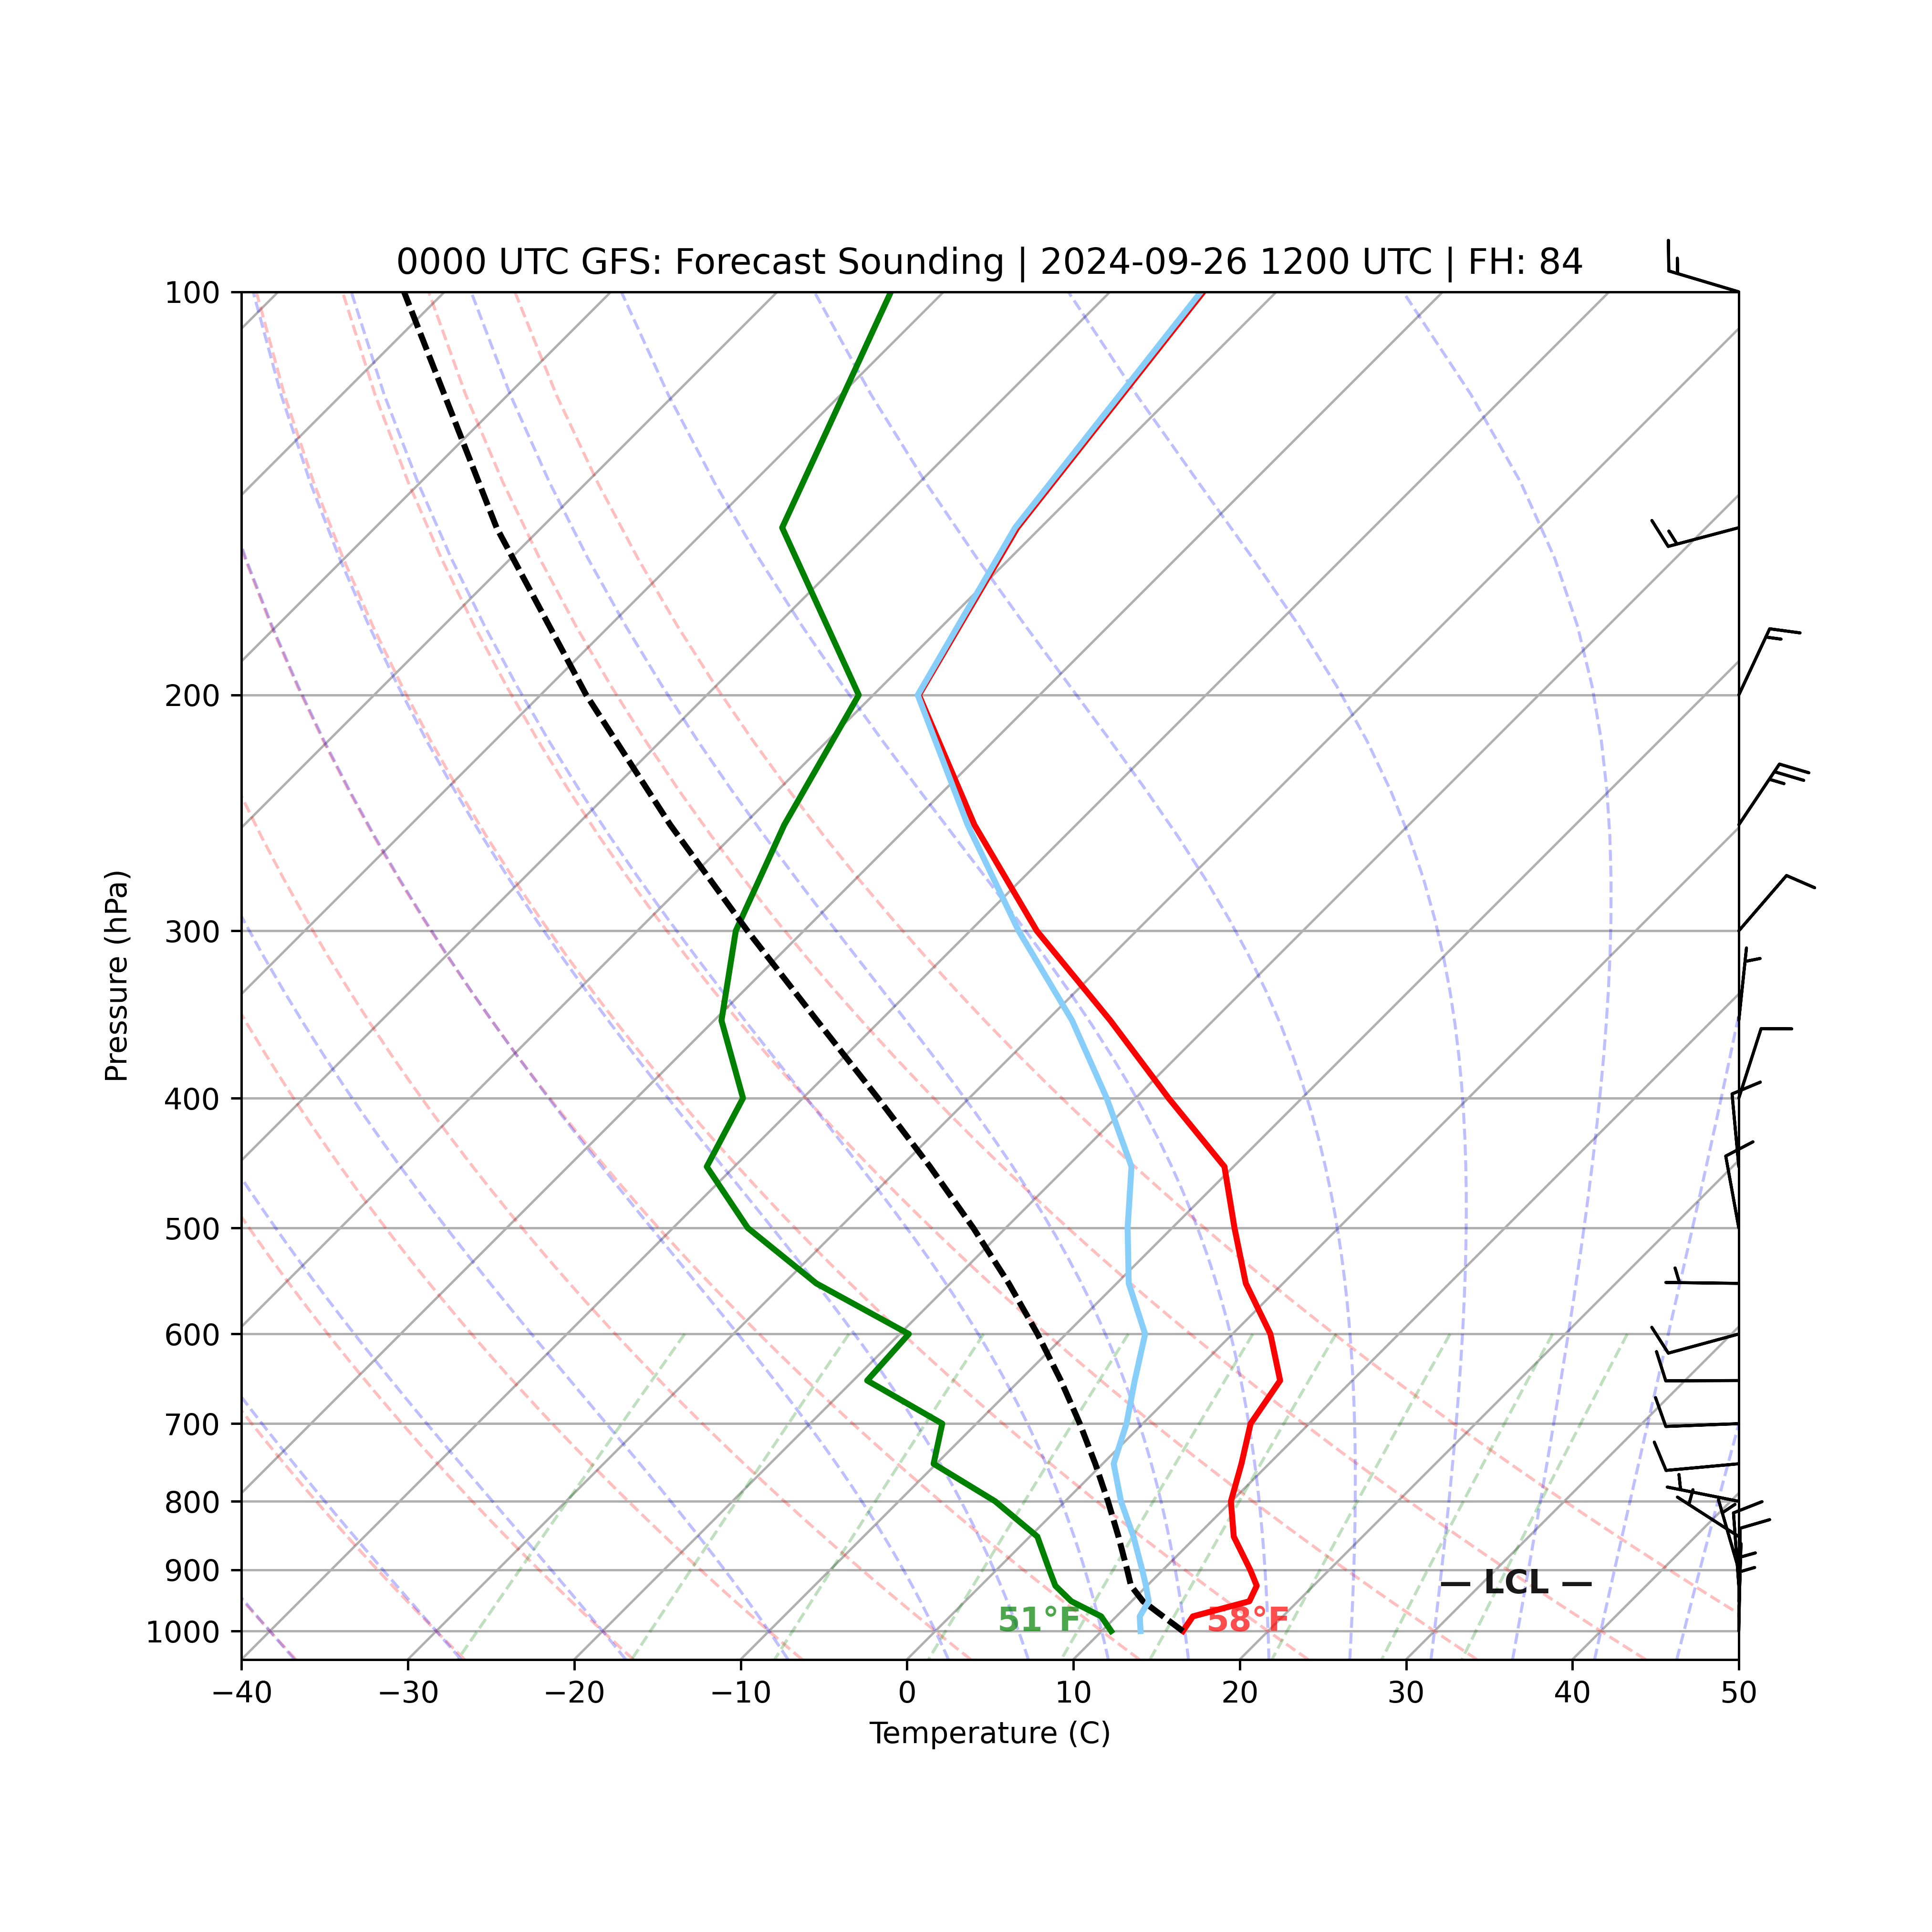 0000 UTC GFS: Forecast Sounding | 2024-09-26 1200 UTC | FH: 84
100
200
300
400
500
600
700
800
900
1000
Pressure (hPa)
— LCL —
51°F
58°F
−40 −30 −20 −10 0 10 20 30 40 50
Temperature (C)